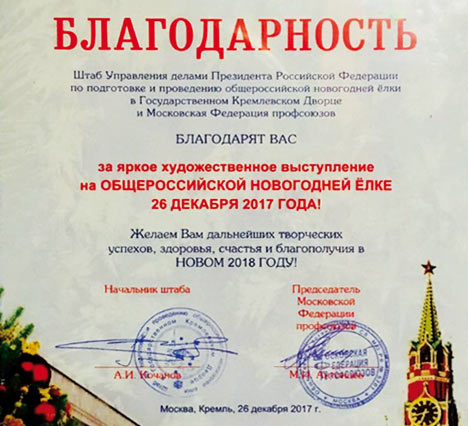 БЛАГОДАРНОСТЬ
Штаб Управления делами Президента Российской Федерации
по подготовке и проведению общероссийской новогодней ёлки
в Государственном Кремлевском Дворце
и Московская Федерация профсоюзов
БЛАГОДАРЯТ ВАС
за яркое художественное выступление
на ОБЩЕРОССИЙСКОЙ НОВОГОДНЕЙ ЁЛКЕ
26 ДЕКАБРЯ 2017 ГОДА!
Желаем Вам дальнейших творческих
успехов, здоровья, счастья и благополучия в
НОВОМ 2018 ГОДУ!
Начальник штаба
Председатель
Московской
Федерации
профсоюзов
А.И.
М.И.
Москва, Кремль, 26 декабря 2017 г.